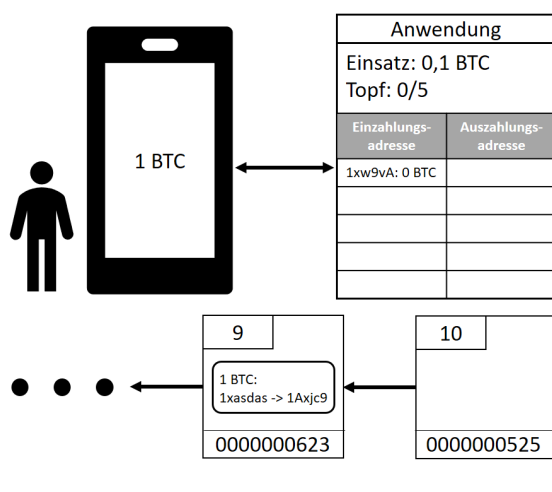 Anwendung
Einsatz: 0,1 BTC
Topf: 0/5
Einzahlungs-
adresse
Auszahlungs-
adresse
1xw9vA: 0 BTC
1 BTC
9
1 BTC:
1xasdas -> 1Axjc9
0000000623
10
0000000525